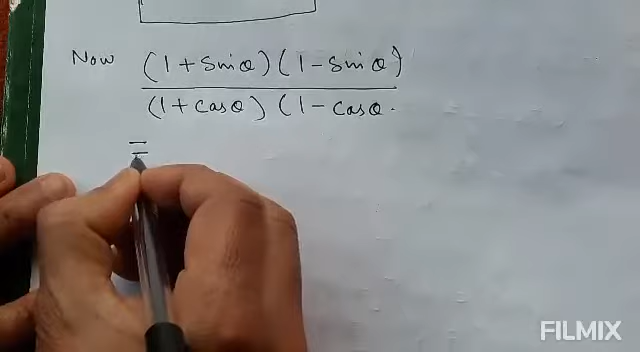 Now (1 + Sinθ)(1 - Sinθ)
(1 + cosθ) (1 - cosθ.
=
FILMIX